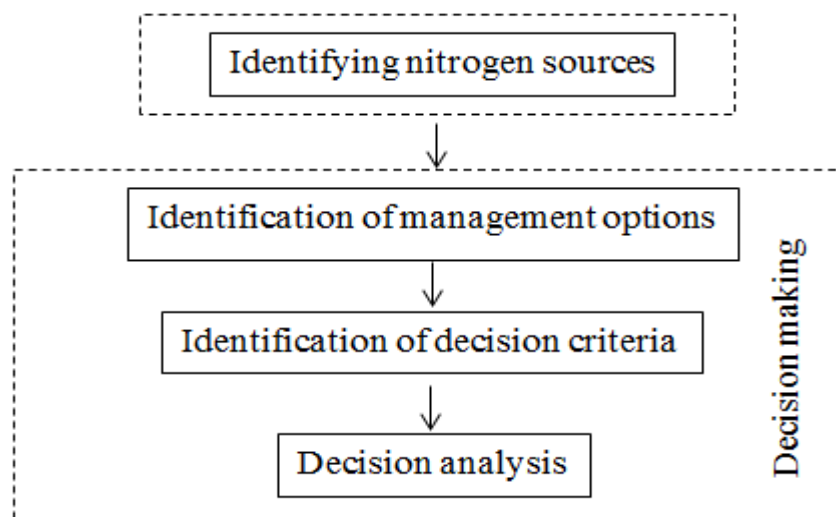 Identifying nitrogen sources
Identification of management options
Identification of decision criteria
Decision analysis
Decision making